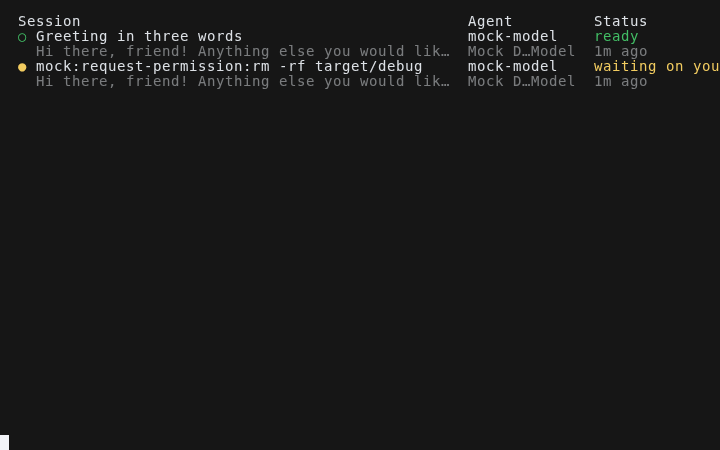 Session Agent Status
○ Greeting in three words mock-model ready
Hi there, friend! Anything else you would lik… Mock D…Model 1m ago
● mock:request-permission:rm -rf target/debug mock-model waiting on you
Hi there, friend! Anything else you would lik… Mock D…Model 1m ago